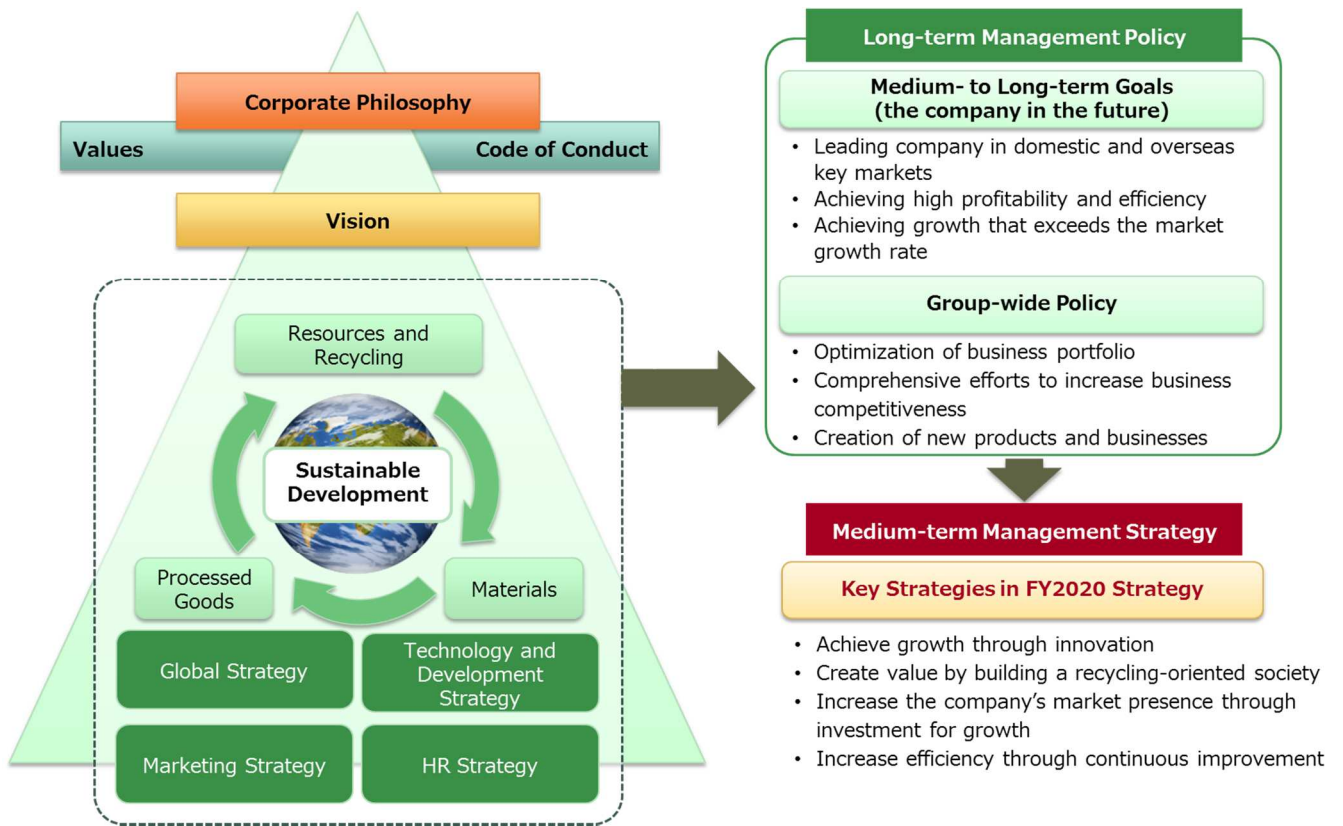 Corporate Philosophy
Values
Code of Conduct
Vision
Resources and
Recycling
Sustainable
Development
Processed
Goods
Materials
Global Strategy
Technology and
Development
Strategy
Marketing Strategy
HR Strategy
Long-term Management Policy
Medium- to Long-term Goals
(the company in the future)
• Leading company in domestic and overseas
key markets
• Achieving high profitability and efficiency
• Achieving growth that exceeds the market
growth rate
Group-wide Policy
• Optimization of business portfolio
• Comprehensive efforts to increase business
competitiveness
• Creation of new products and businesses
Medium-term Management Strategy
Key Strategies in FY2020 Strategy
• Achieve growth through innovation
• Create value by building a recycling-oriented society
• Increase the company’s market presence through
investment for growth
• Increase efficiency through continuous improvement